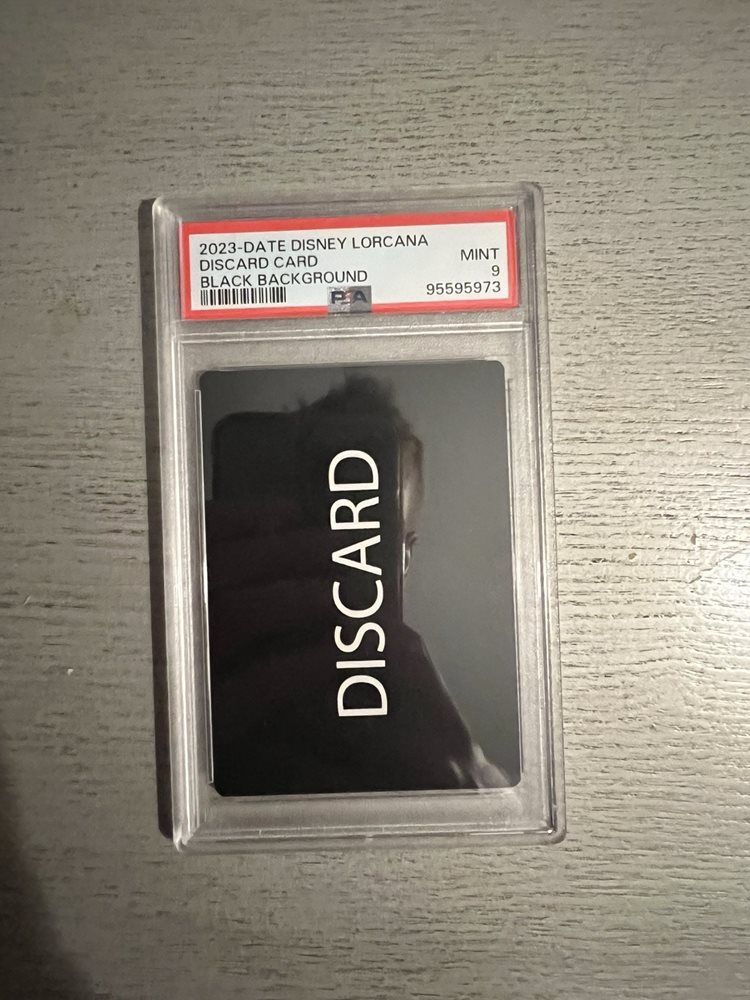 2023-DATE DISNEY LORCANA
DISCARD CARD
BLACK BACKGROUND
MINT
9
95595973
PSA
DISCARD